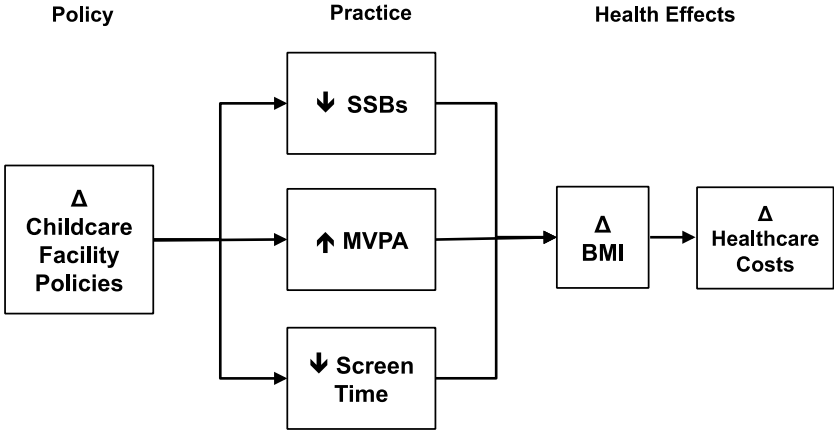 Policy
Practice
Health Effects
Δ
Childcare
Facility
Policies
↓ SSBs
↑ MVPA
↓ Screen
Time
Δ
BMI
Δ
Healthcare
Costs